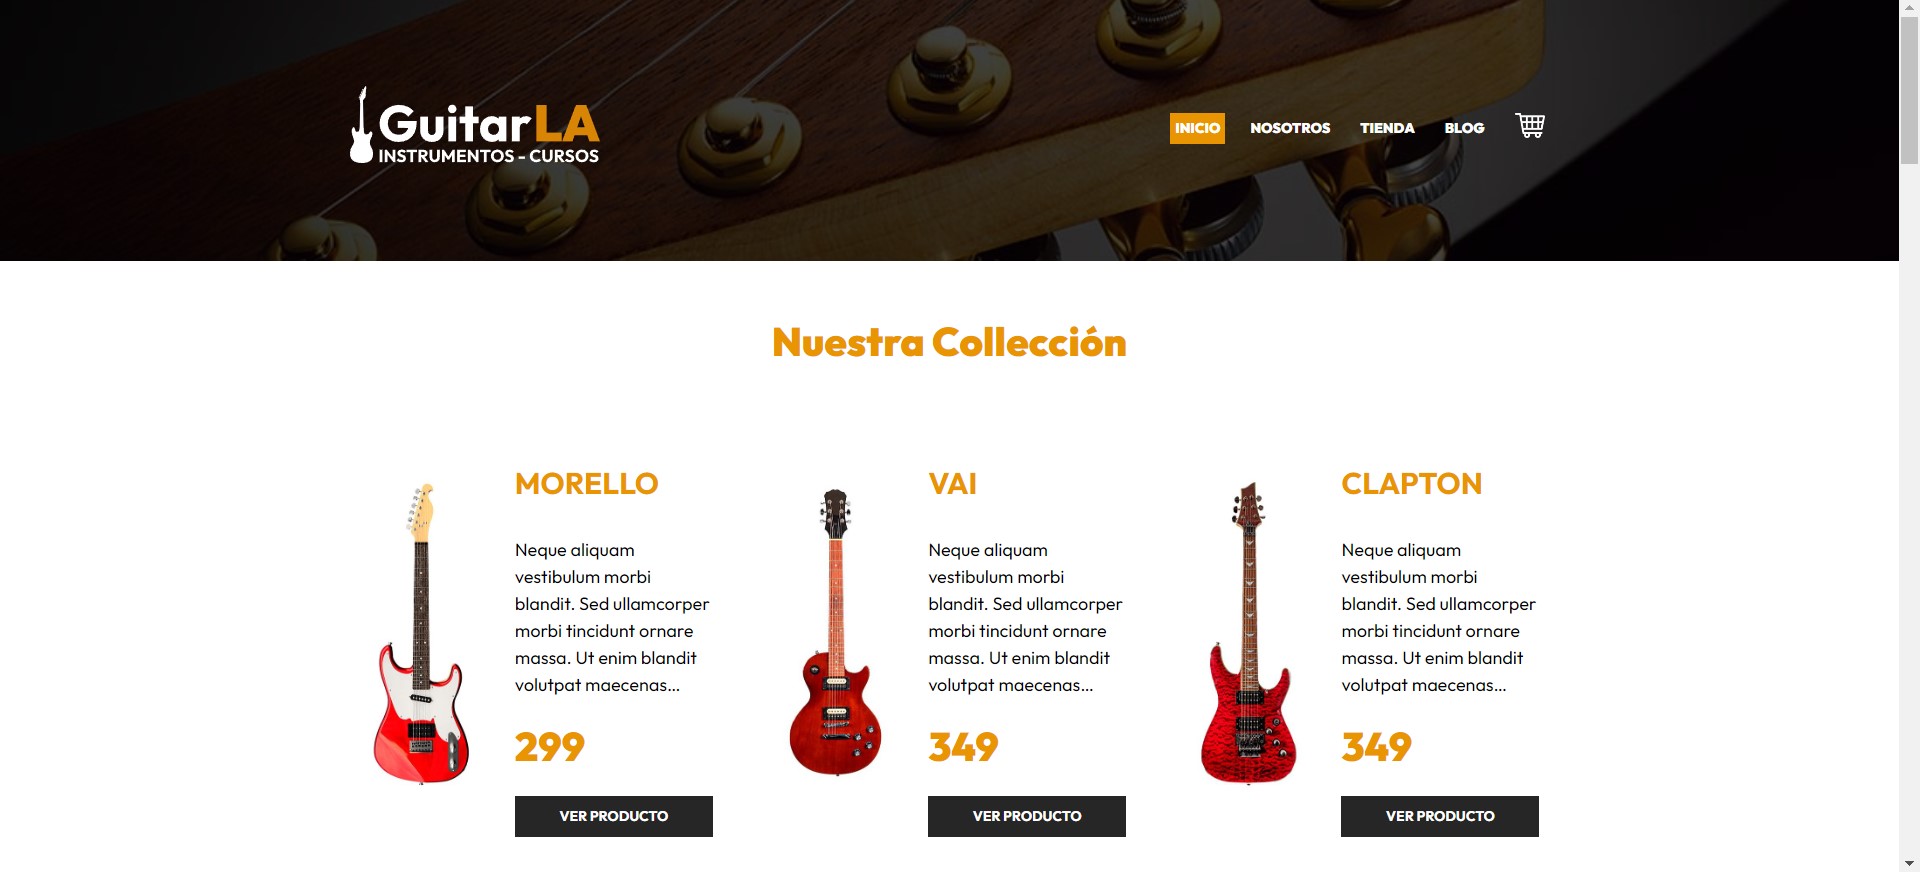 GuitarLA
INSTRUMENTOS - CURSOS
INICIO NOSOTROS TIENDA BLOG
Nuestra Collección
MORELLO
Neque aliquam
vestibulum morbi
blandit. Sed ullamcorper
morbi tincidunt ornare
massa. Ut enim blandit
volutpat maecenas...
299
VER PRODUCTO
VAI
Neque aliquam
vestibulum morbi
blandit. Sed ullamcorper
morbi tincidunt ornare
massa. Ut enim blandit
volutpat maecenas...
349
VER PRODUCTO
CLAPTON
Neque aliquam
vestibulum morbi
blandit. Sed ullamcorper
morbi tincidunt ornare
massa. Ut enim blandit
volutpat maecenas...
349
VER PRODUCTO